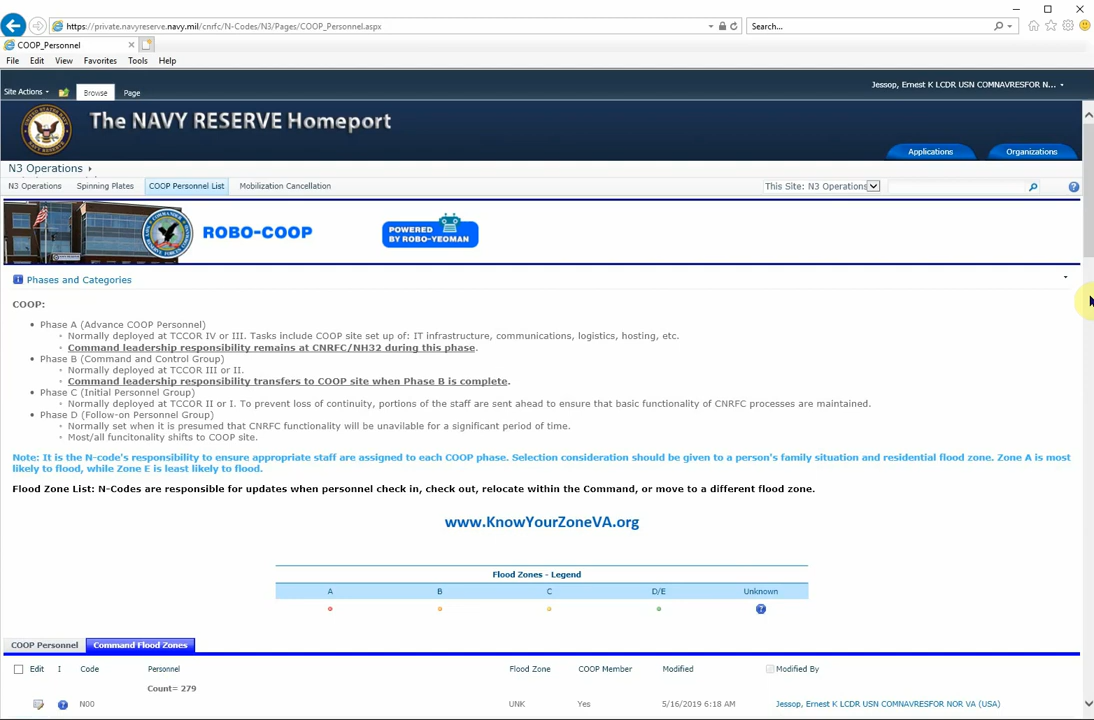 https://private.navyreserve.navy.mil/cnrfc/N-Codes/N3/Pages/COOP_Personnel.aspx
Search...
COOP_Personnel
File Edit View Favorites Tools Help
Site Actions Browse Page
Jessop, Ernest K LCDR USN COMNAVRESFOR N...
The NAVY RESERVE Homeport
Applications Organizations
N3 Operations
N3 Operations Spinning Plates COOP Personnel List Mobilization Cancellation
This Site: N3 Operations
ROBO-COOP
POWERED
BY ROBO-YEOMAN
Phases and Categories
COOP:
Phase A (Advance COOP Personnel)
Normally deployed at TCCOR IV or III. Tasks include COOP site set up of: IT infrastructure, communications, logistics, hosting, etc.
Command leadership responsibility remains at CNRFC/NH32 during this phase.
Phase B (Command and Control Group)
Normally deployed at TCCOR III or II.
Command leadership responsibility transfers to COOP site when Phase B is complete.
Phase C (Initial Personnel Group)
Normally deployed at TCCOR II or I. To prevent loss of continuity, portions of the staff are sent ahead to ensure that basic functionality of CNRFC processes are maintained.
Phase D (Follow-on Personnel Group)
Normally set when it is presumed that CNRFC functionality will be unavailable for a significant period of time.
Most/all funcitonality shifts to COOP site.
Note: It is the N-code's responsibility to ensure appropriate staff are assigned to each COOP phase. Selection consideration should be given to a person's family situation and residential flood zone. Zone A is most
likely to flood, while Zone E is least likely to flood.
Flood Zone List: N-Codes are responsible for updates when personnel check in, check out, relocate within the Command, or move to a different flood zone.
www.KnowYourZoneVA.org
Flood Zones - Legend
A B C D/E Unknown
COOP Personnel Command Flood Zones
Edit I Code Personnel Flood Zone COOP Member Modified Modified By
Count= 279
N00 UNK Yes 5/16/2019 6:18 AM Jessop, Ernest K LCDR USN COMNAVRESFOR NOR VA (USA)